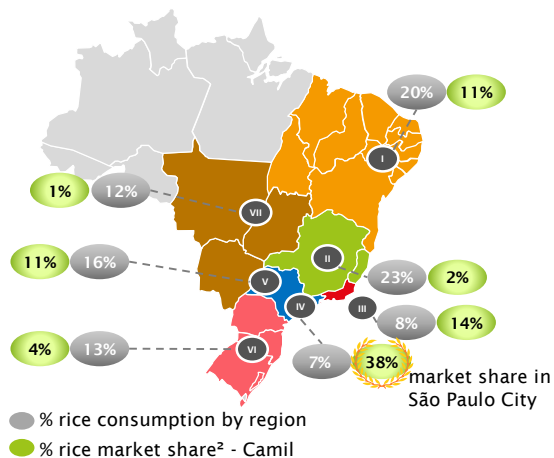 20% 11%
I
1% 12%
VII
II
11% 16%
V
23% 2%
IV
III
8% 14%
4% 13%
VI
7% 38%
market share in
São Paulo City
% rice consumption by region
% rice market share² - Camil